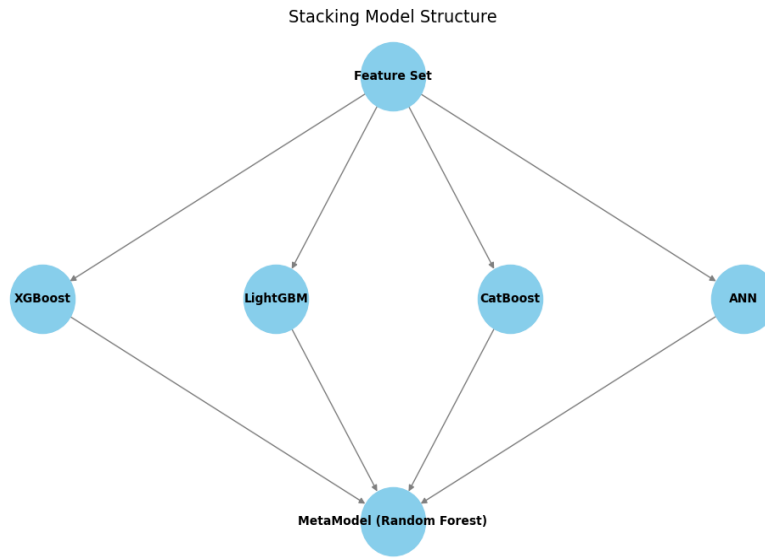 Stacking Model Structure
Feature Set
XGBoost
LightGBM
CatBoost
ANN
MetaModel (Random Forest)